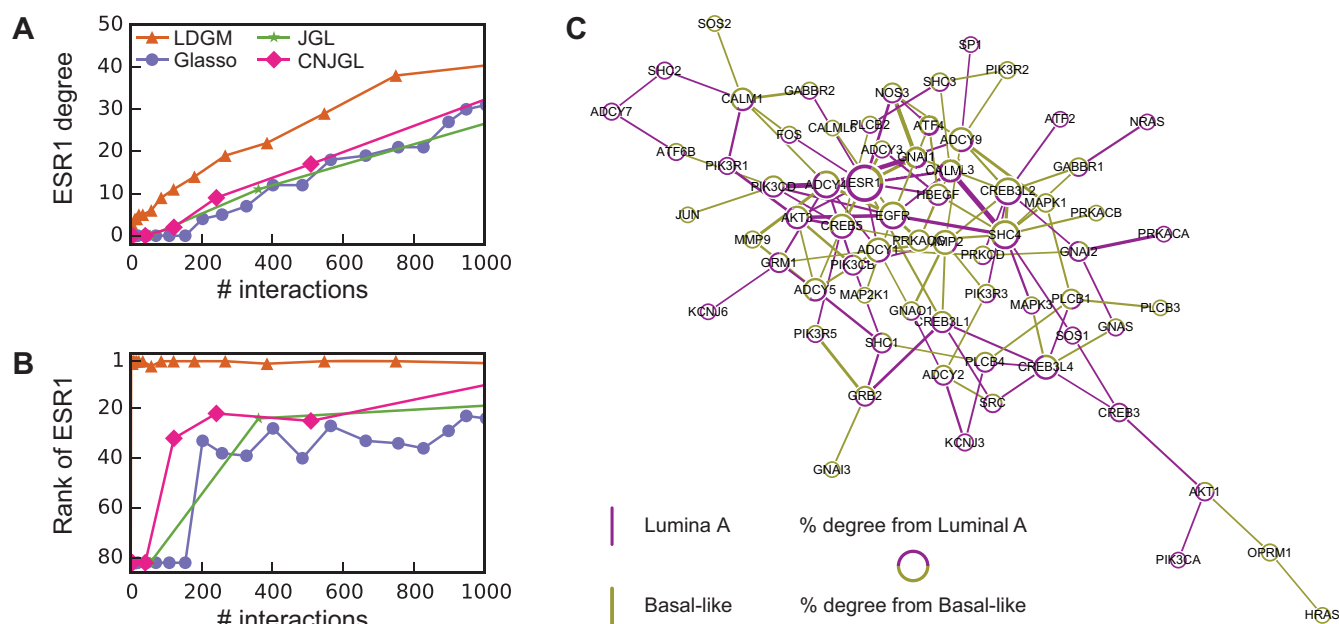 A
50
40
30
20
10
0
ESR1 degree
LDGM
Glasso
JGL
CNJGL
0 200 400 600 800 1000
# interactions
B
1
20
40
60
80
Rank of ESR1
0 200 400 600 800 1000
# interactions
C
SOS2
SP1
SHC2
PIK3R2
SHC3
GABBR2
NOS3
CALM1
ADCY7
ATF2
NRAS
CALML6
PLCB2
ATF4
FOS
ADCY9
ATF6B
ADCY3
GNAI1
PIK3R1
CALML3
GABBR1
PIK3CD
ADCY4
ESR1
CREB3L2
HBEGF
MAPK1
JUN
AKT3
EGFR
PRKACB
CREB5
SHC4
PRKACA
MMP9
PRKACG
MMP2
ADCY1
PRKCD
GNAI2
GRM1
PIK3CB
ADCY5
MAP2K1
PIK3R3
PLCB1
KCNJ6
GNAO1
MAPK3
PLCB3
CREB3L1
GNAS
PIK3R5
SHC1
SOS1
PLCB4
CREB3L4
ADCY2
GRB2
SRC
CREB3
KCNJ3
GNAI3
AKT1
PIK3CA
OPRM1
HRAS
Lumina A
% degree from Luminal A
Basal-like
% degree from Basal-like